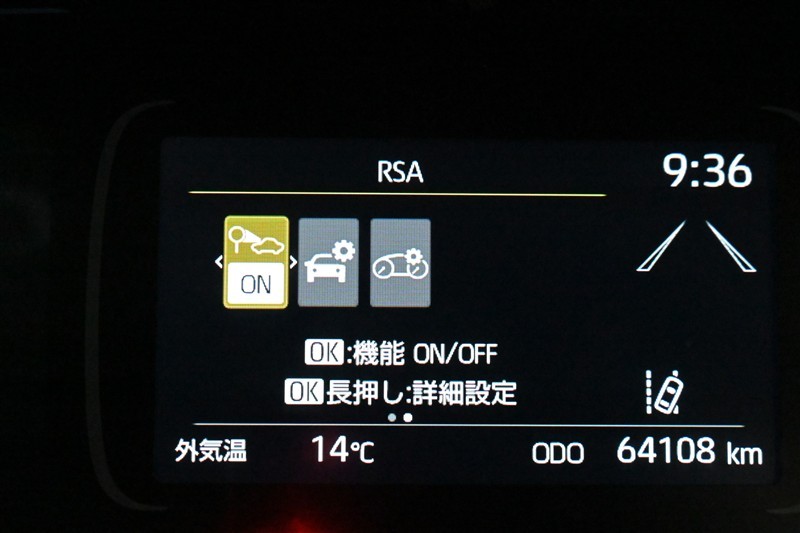 RSA
9:36
ON
OK:機能 ON/OFF
OK長押し:詳細設定
外気温 14℃ ODO 64108 km